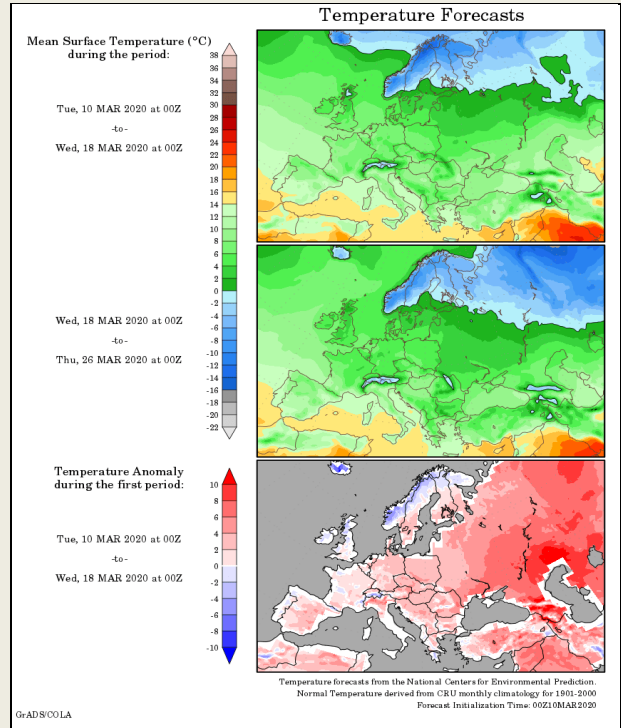 Temperature Forecasts
Mean Surface Temperature (°C)
during the period:
Tue, 10 MAR 2020 at 00Z
-to-
Wed, 18 MAR 2020 at 00Z
38
36
34
32
30
28
26
24
22
20
18
16
14
12
10
8
6
4
2
0
-2
-4
-6
-8
-10
-12
-14
-16
-18
-20
-22
Wed, 18 MAR 2020 at 00Z
-to-
Thu, 26 MAR 2020 at 00Z
Temperature Anomaly
during the first period:
Tue, 10 MAR 2020 at 00Z
-to-
Wed, 18 MAR 2020 at 00Z
10
8
6
4
2
0
-2
-4
-6
-8
-10
Temperature forecasts from the National Centers for Environmental Prediction.
Normal Temperature derived from CRU monthly climatology for 1901-2000
Forecast Initialization Time: 00Z10MAR2020
GrADS/COLA